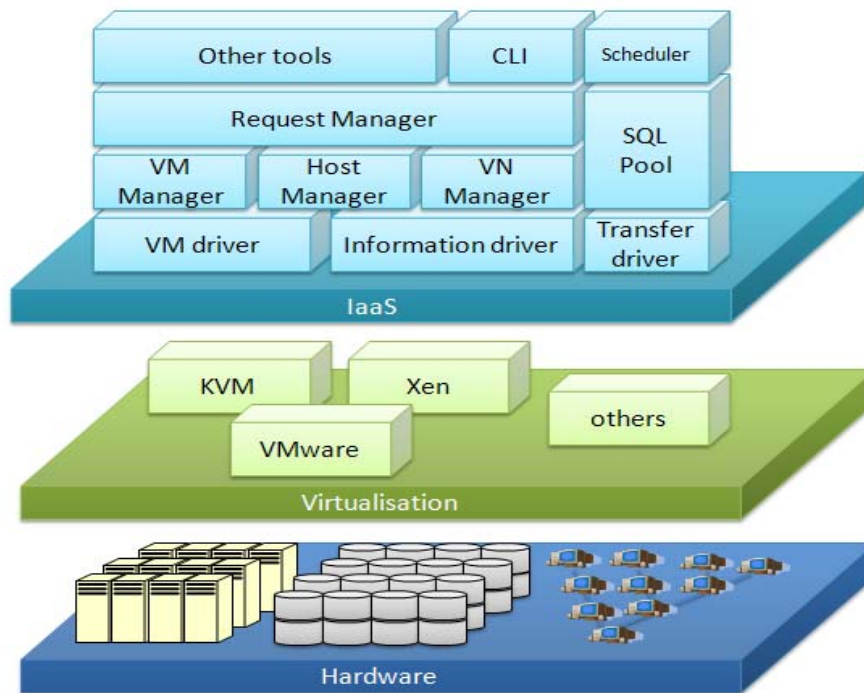 Other tools
CLI
Scheduler
Request Manager
SQL
Pool
VM
Manager
Host
Manager
VN
Manager
VM driver
Information driver
Transfer
driver
IaaS
KVM
Xen
VMware
others
Virtualisation
Hardware